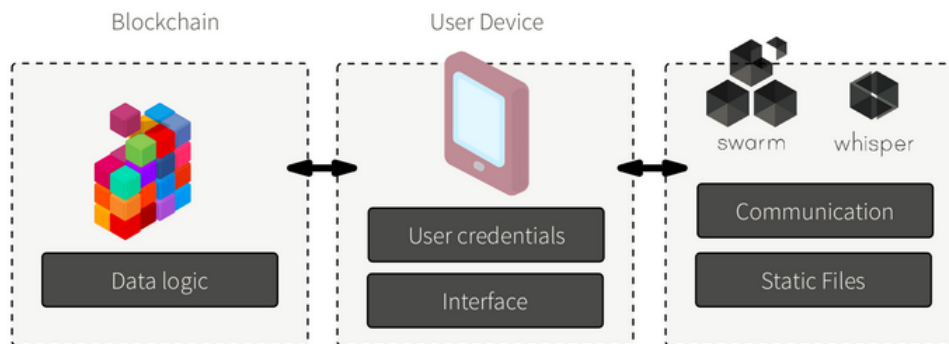 Blockchain
User Device
swarm
whisper
Data logic
User credentials
Interface
Communication
Static Files